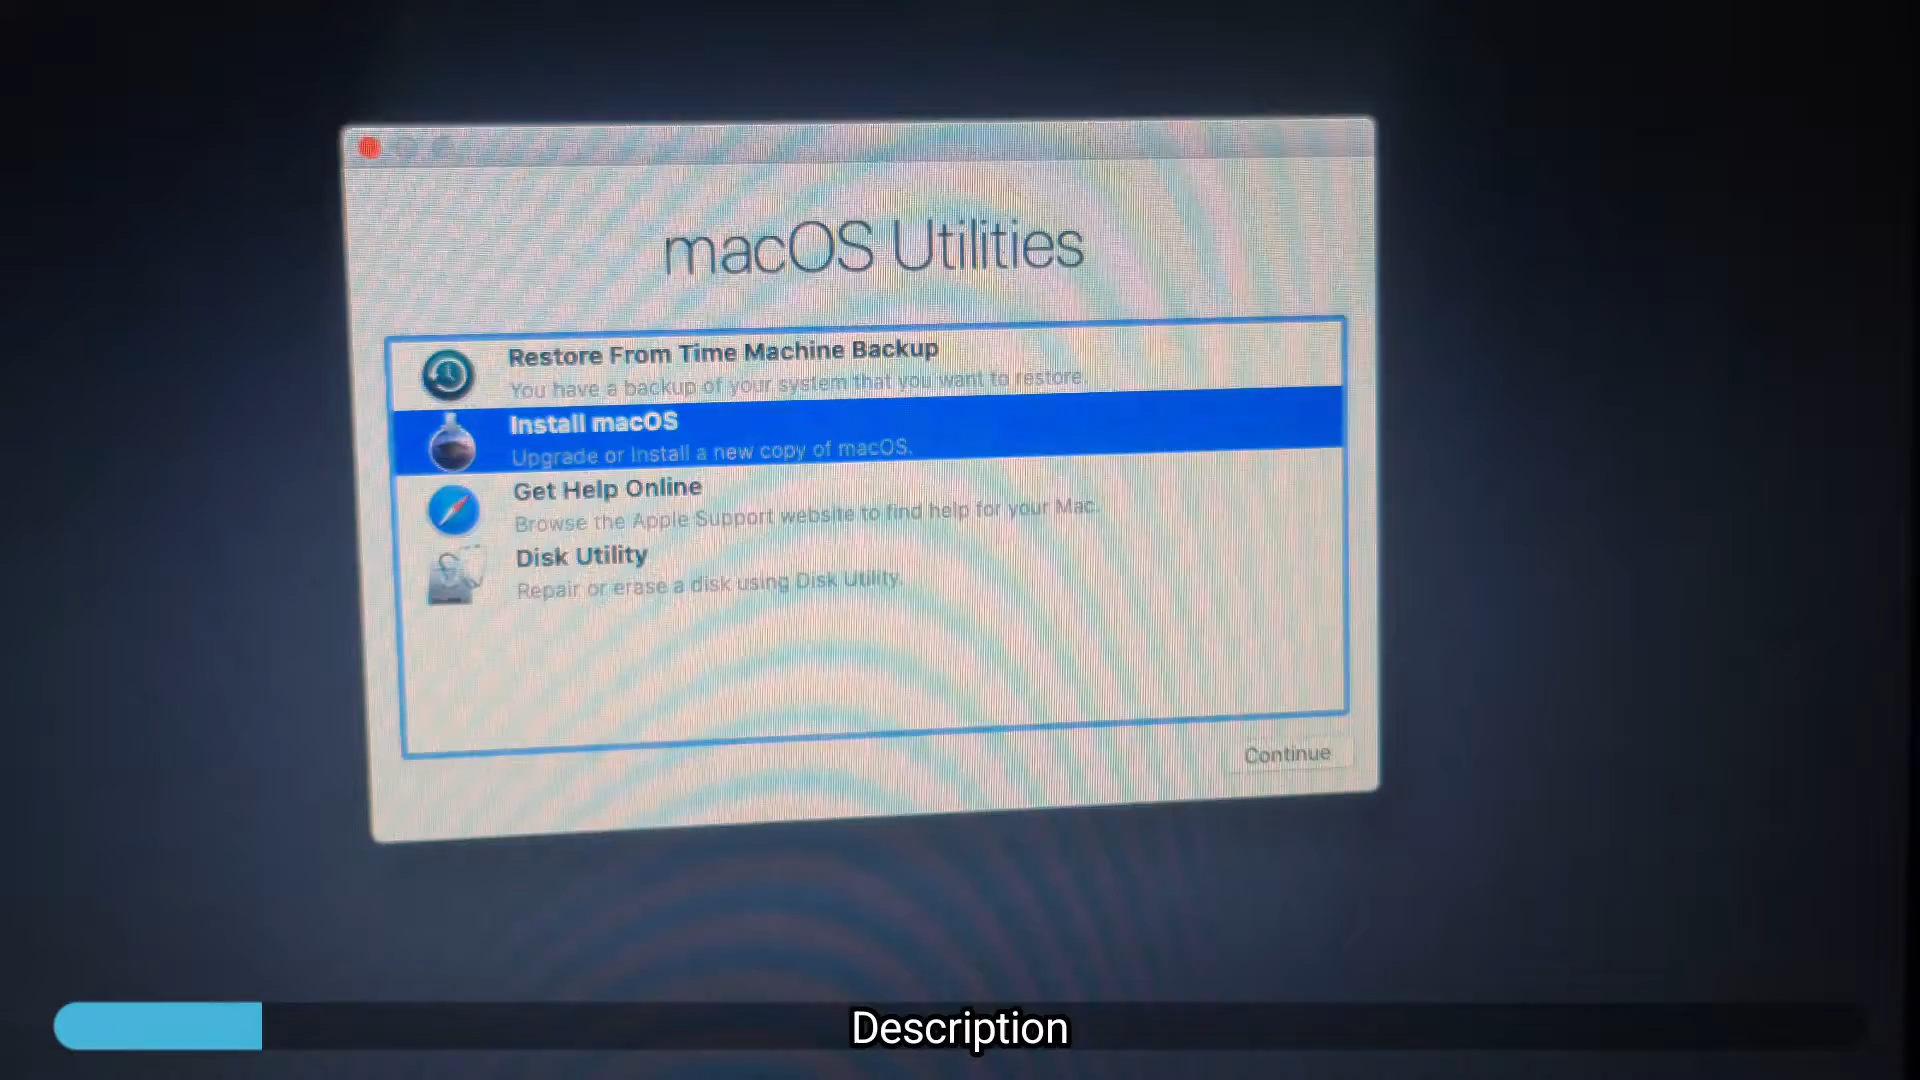 macOS Utilities
Restore From Time Machine Backup
You have a backup of your system that you want to restore.
Install macOS
Upgrade or Install a new copy of macOS.
Get Help Online
Browse the Apple Support website to find help for your Mac.
Disk Utility
Repair or erase a disk using Disk Utility.
Continue
Description